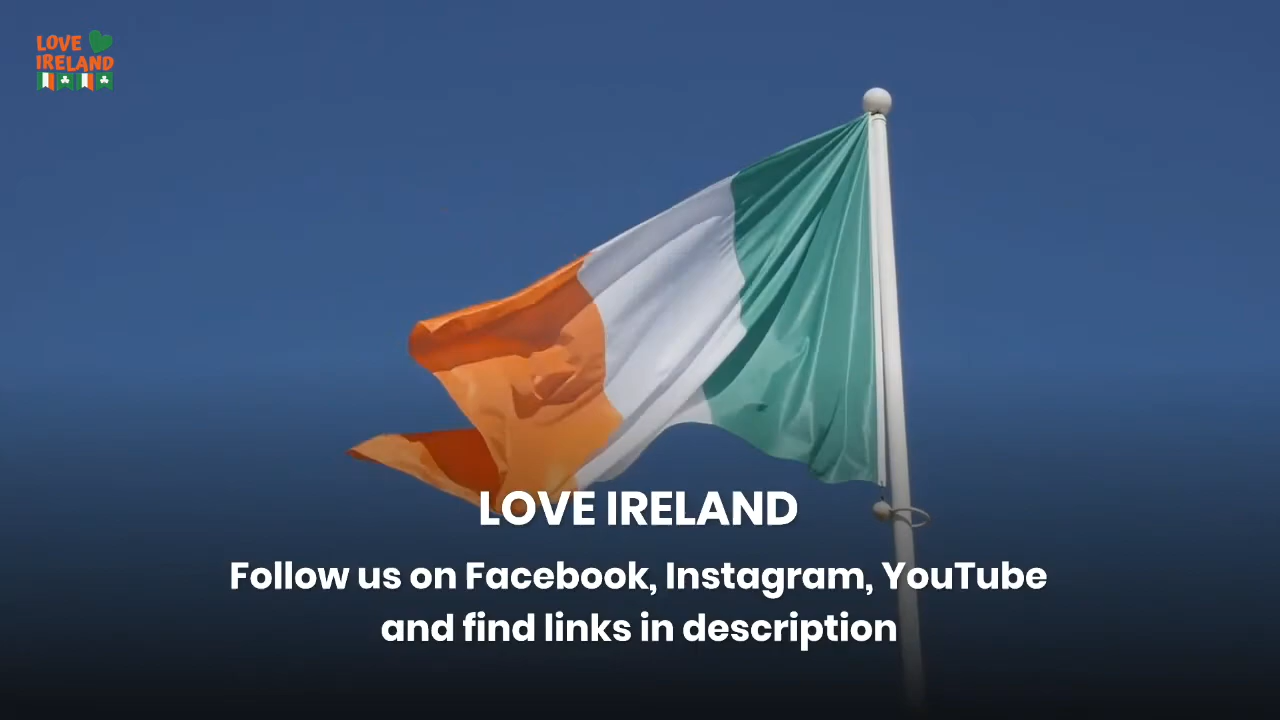 LOVE
IRELAND
LOVE IRELAND
Follow us on Facebook, Instagram, YouTube
and find links in description